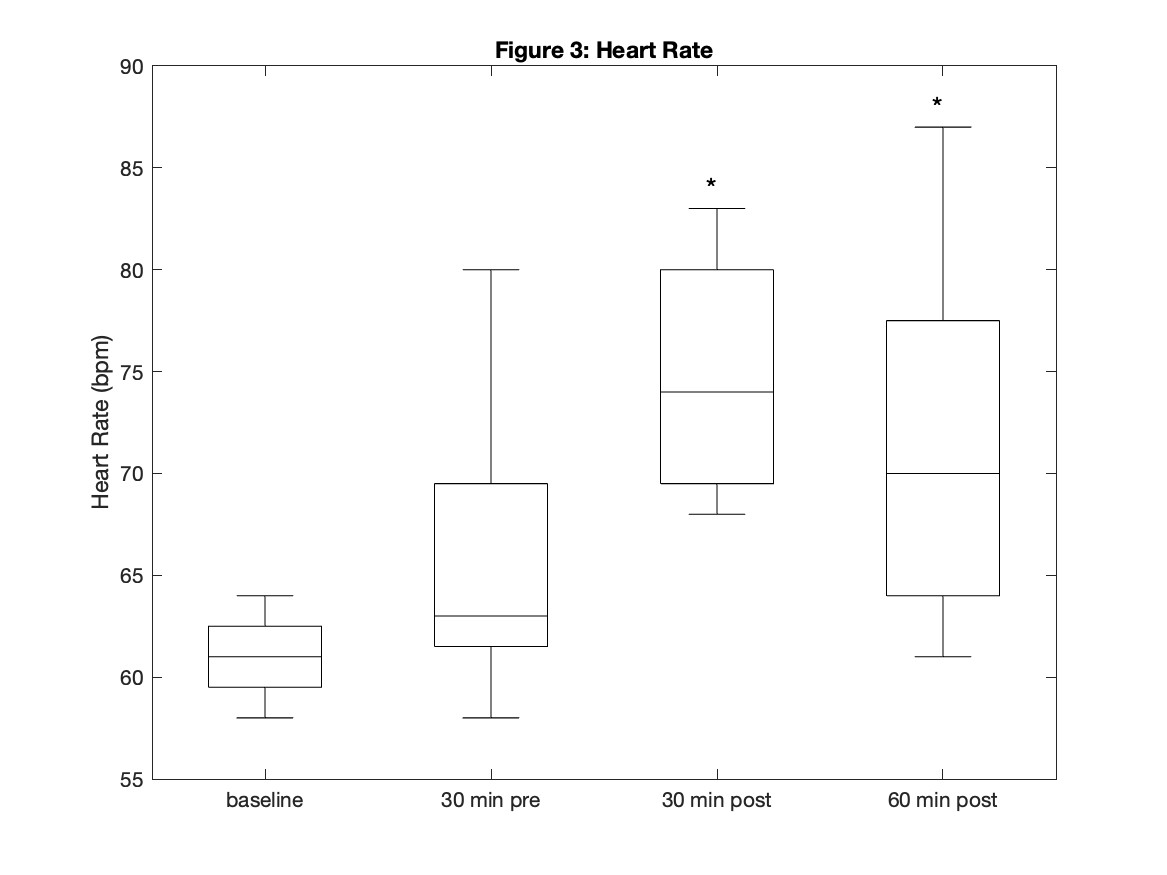 Figure 3: Heart Rate
90
*
85
*
80
75
70
65
60
55
Heart Rate (bpm)
baseline
30 min pre
30 min post
60 min post